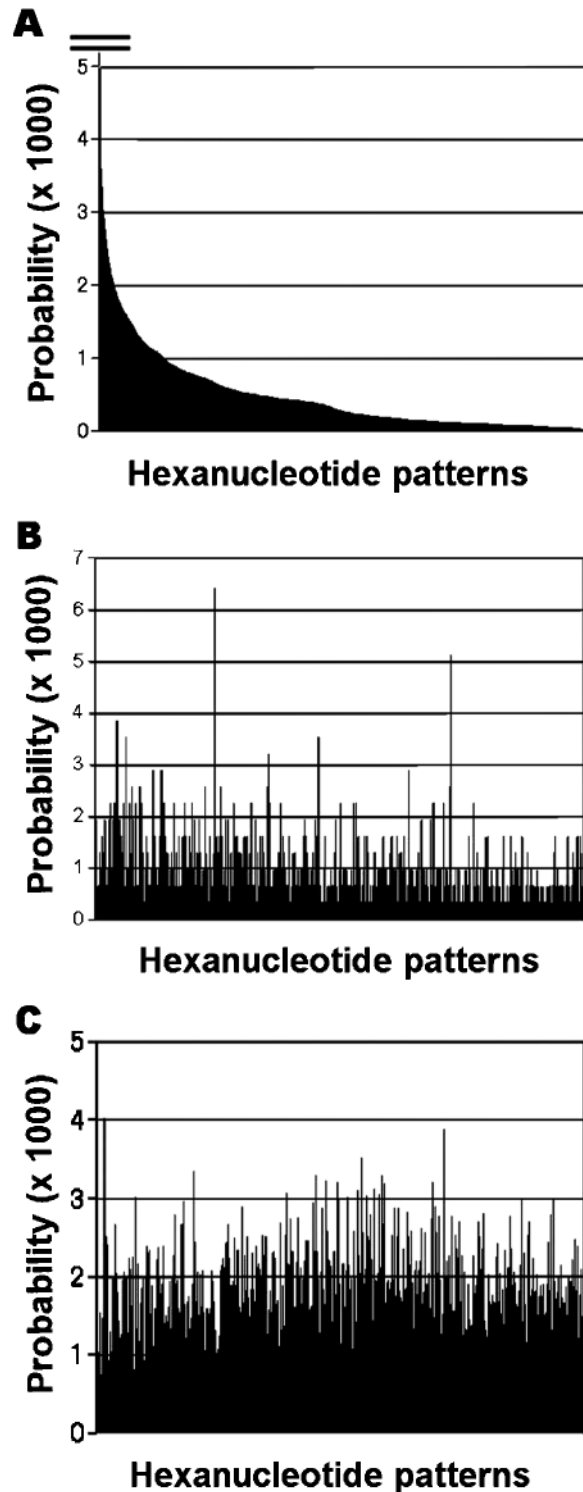 A
Probability (x 1000)
5
4
3
2
1
0
Hexanucleotide patterns
B
Probability (x 1000)
7
6
5
4
3
2
1
0
Hexanucleotide patterns
C
Probability (x 1000)
5
4
3
2
1
0
Hexanucleotide patterns